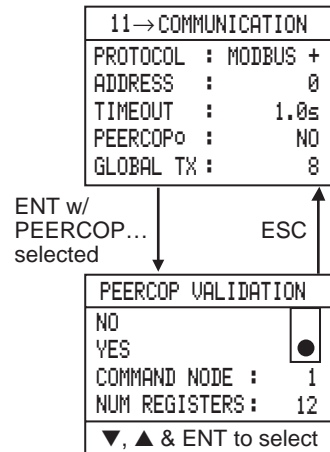 11→COMMUNICATION
PROTOCOL : MODBUS +
ADDRESS : 0
TIMEOUT : 1.0s
PEERCOP○ : NO
GLOBAL TX : 8
ENT w/
PEERCOP…
selected
ESC
PEERCOP VALIDATION
NO
YES ●
COMMAND NODE : 1
NUM REGISTERS: 12
▼, ▲ & ENT to select